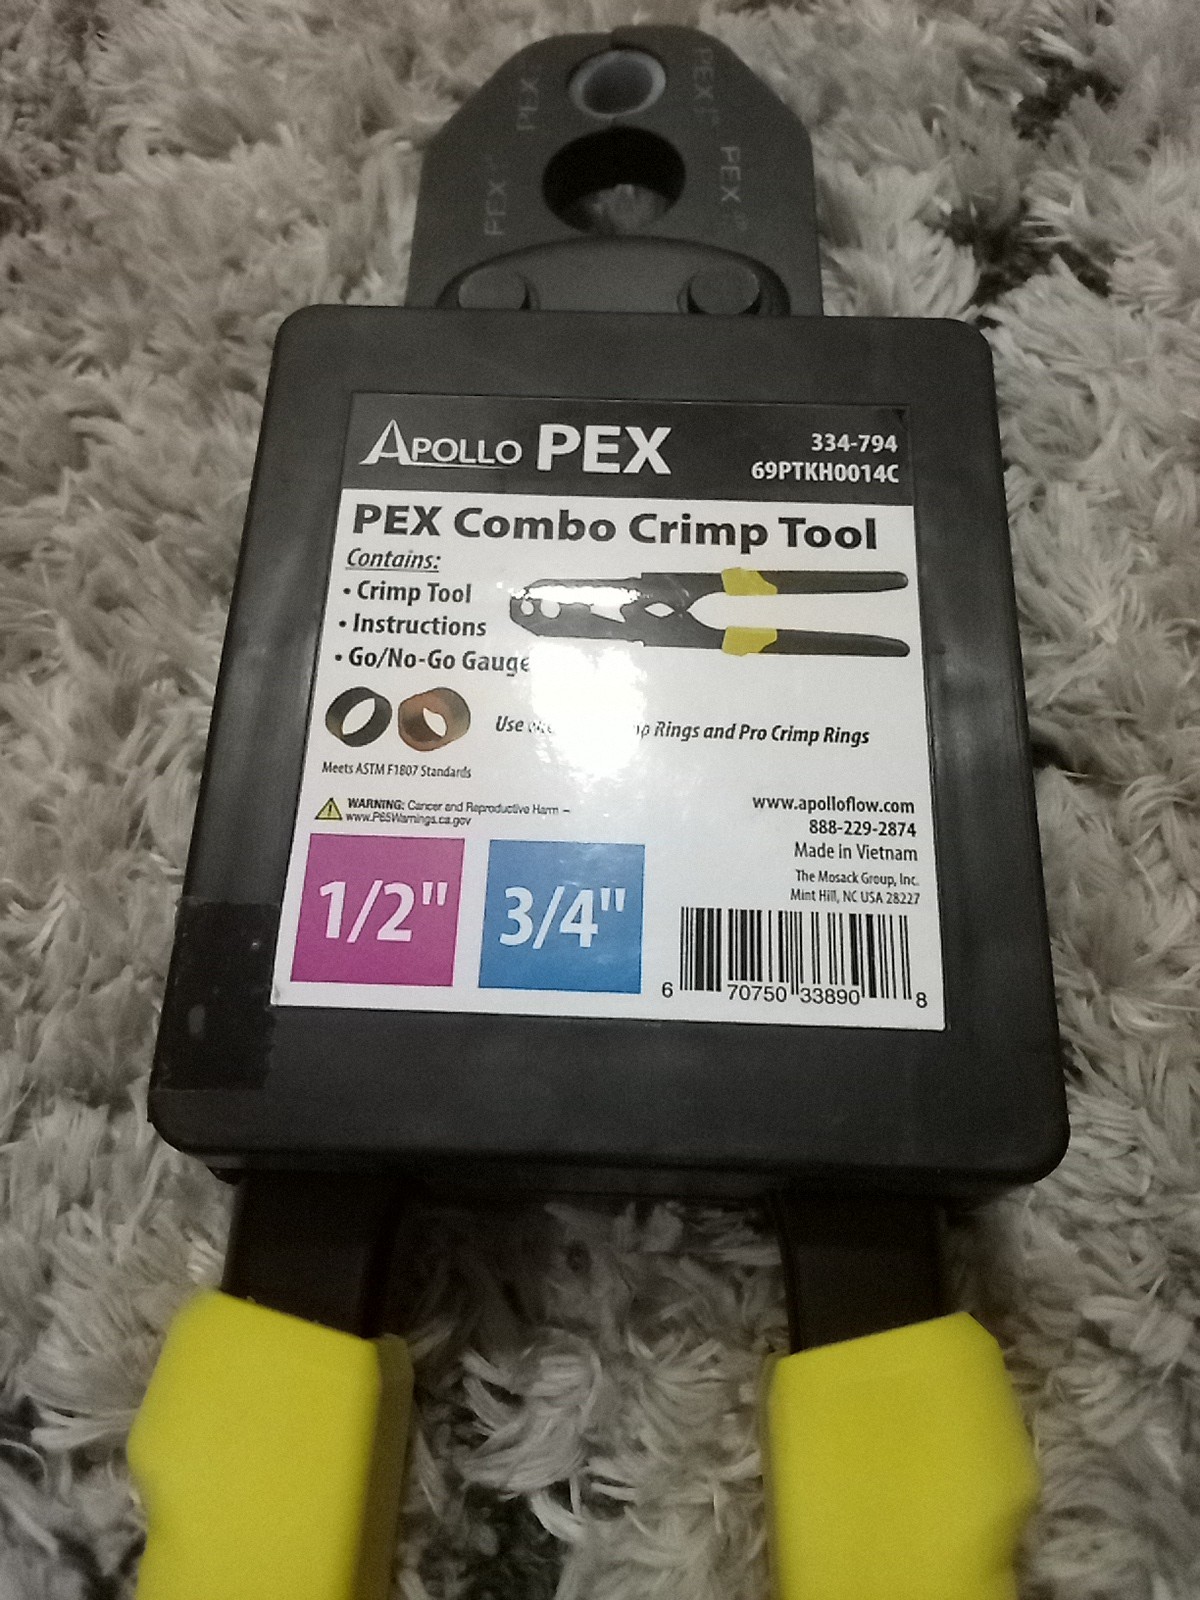 PEX
PEX
PEX
PEX
APOLLO PEX
334-794
69PTKH0014C
PEX Combo Crimp Tool
Contains:
• Crimp Tool
• Instructions
• Go/No-Go Gauge
Use Rings and Pro Crimp Rings
Meets ASTM F1807 Standards
WARNING: Cancer and Reproductive Harm –
www.P65Warnings.ca.gov
www.apolloflow.com
888-229-2874
Made in Vietnam
The Mosack Group, Inc.
Mint Hill, NC USA 28227
1/2"
3/4"
6 70750 33890 8